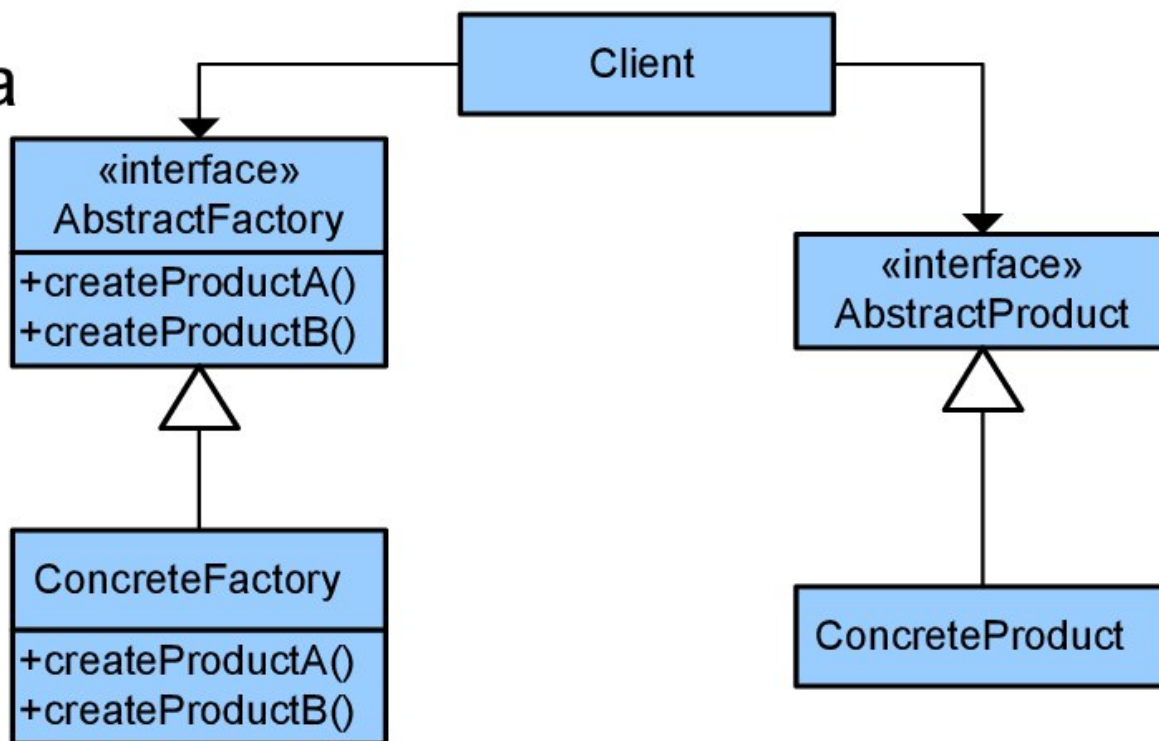 a
Client
«interface»
AbstractFactory
+createProductA()
+createProductB()
«interface»
AbstractProduct
ConcreteFactory
+createProductA()
+createProductB()
ConcreteProduct